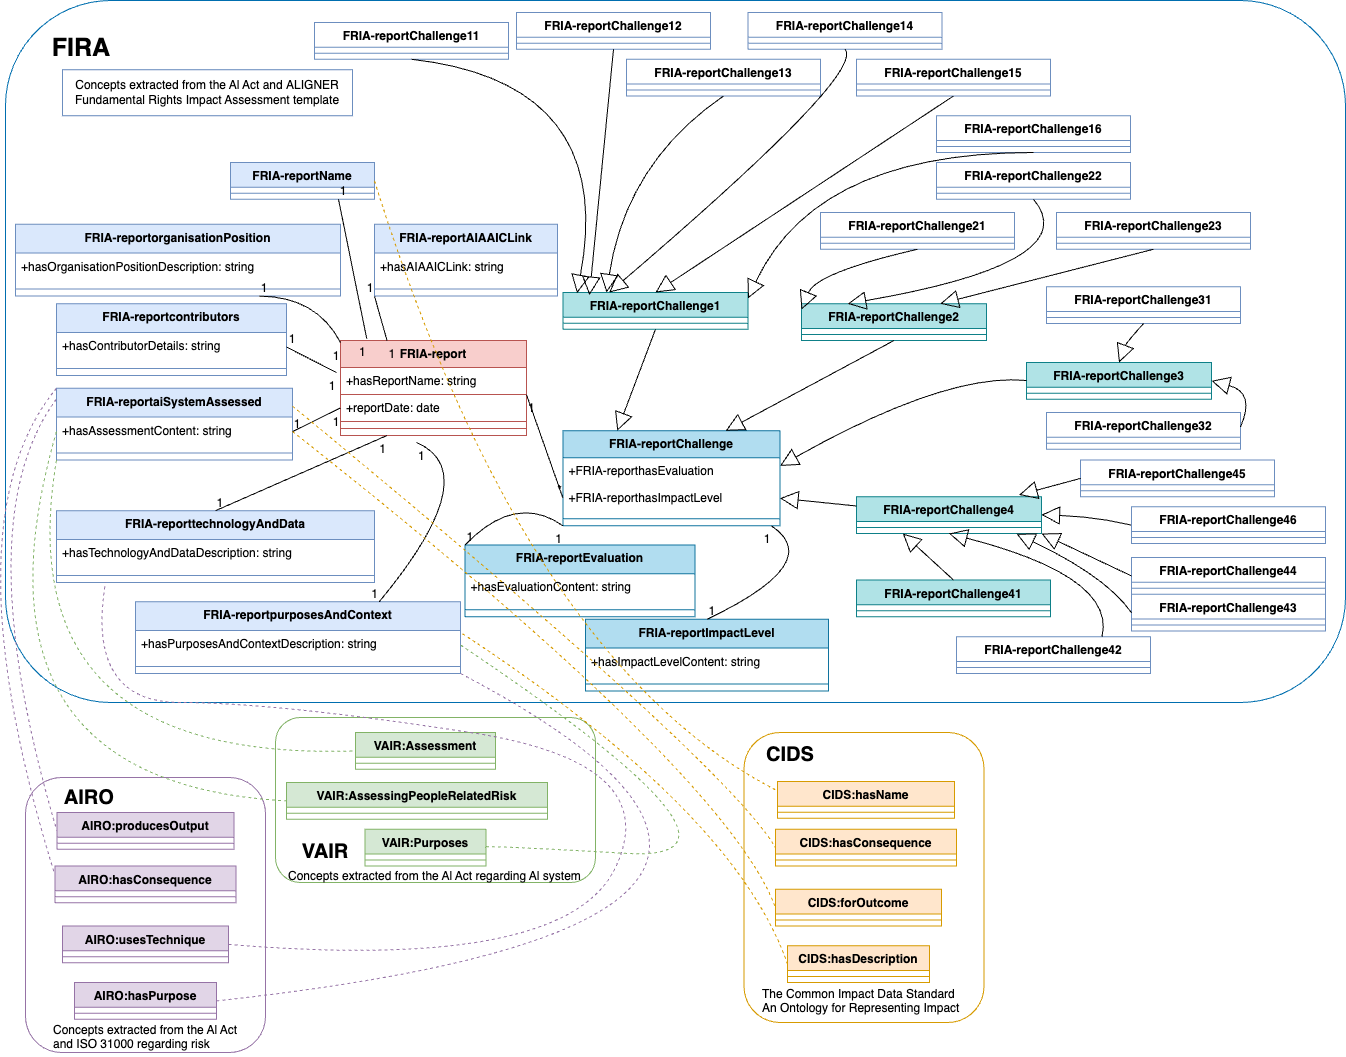 FIRA
Concepts extracted from the AI Act and ALIGNER
Fundamental Rights Impact Assessment template
FRIA-reportChallenge11
FRIA-reportChallenge12
FRIA-reportChallenge14
FRIA-reportChallenge13
FRIA-reportChallenge15
FRIA-reportChallenge16
FRIA-reportChallenge22
FRIA-reportChallenge21
FRIA-reportChallenge23
FRIA-reportName
1
FRIA-reportorganisationPosition
+hasOrganisationPositionDescription: string
1
FRIA-reportAIAAICLink
+hasAIAAICLink: string
1
FRIA-reportcontributors
+hasContributorDetails: string
1
1
1
1
1
FRIA-report
+hasReportName: string
+reportDate: date
1
FRIA-reportaiSystemAssessed
+hasAssessmentContent: string
1
1
1
1
1
FRIA-reportChallenge1
FRIA-reportChallenge2
FRIA-reportChallenge31
FRIA-reportChallenge3
FRIA-reportChallenge32
FRIA-reportChallenge
+FRIA-reporthasEvaluation
+FRIA-reporthasImpactLevel
1
FRIA-reportChallenge45
FRIA-reportChallenge4
FRIA-reportChallenge46
FRIA-reportChallenge44
FRIA-reportChallenge43
FRIA-reportChallenge41
FRIA-reportChallenge42
FRIA-reporttechnologyAndData
+hasTechnologyAndDataDescription: string
1
FRIA-reportpurposesAndContext
+hasPurposesAndContextDescription: string
1
1
1
FRIA-reportEvaluation
+hasEvaluationContent: string
1
FRIA-reportImpactLevel
+hasImpactLevelContent: string
VAIR:Assessment
VAIR:AssessingPeopleRelatedRisk
VAIR:Purposes
VAIR
Concepts extracted from the AI Act regarding AI system
AIRO
AIRO:producesOutput
AIRO:hasConsequence
AIRO:usesTechnique
AIRO:hasPurpose
Concepts extracted from the AI Act
and ISO 31000 regarding risk
CIDS
CIDS:hasName
CIDS:hasConsequence
CIDS:forOutcome
CIDS:hasDescription
The Common Impact Data Standard
An Ontology for Representing Impact